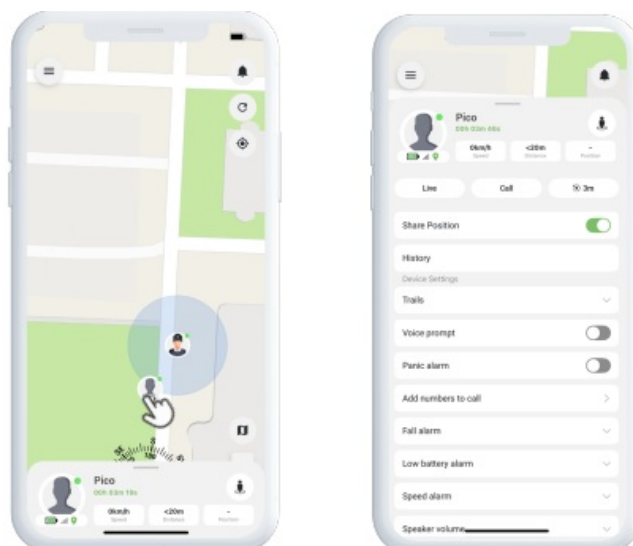 SE
S
180
Pico
00h 03m 10s
0km/h
Speed
<20m
Distance
-
Position
Pico
00h 03m 40s
0km/h
Speed
<20m
Distance
-
Position
Live
Call
3m
Share Position
History
Device Settings
Trails
Voice prompt
Panic alarm
Add numbers to call
Fall alarm
Low battery alarm
Speed alarm
Speaker volume